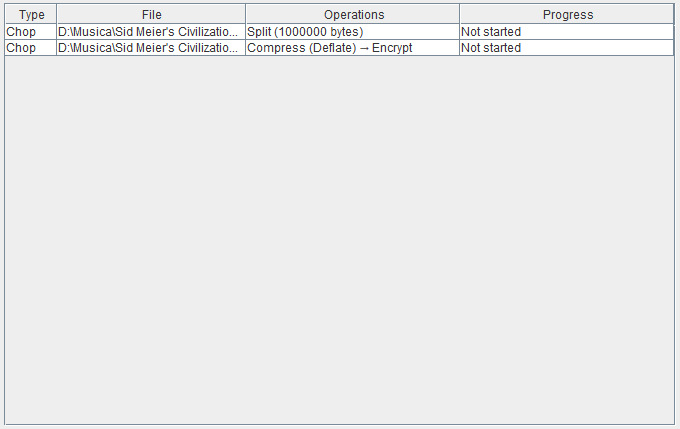 Type File Operations Progress
Chop D:\Musica\Sid Meier's Civilizatio... Split (1000000 bytes) Not started
Chop D:\Musica\Sid Meier's Civilizatio... Compress (Deflate) → Encrypt Not started